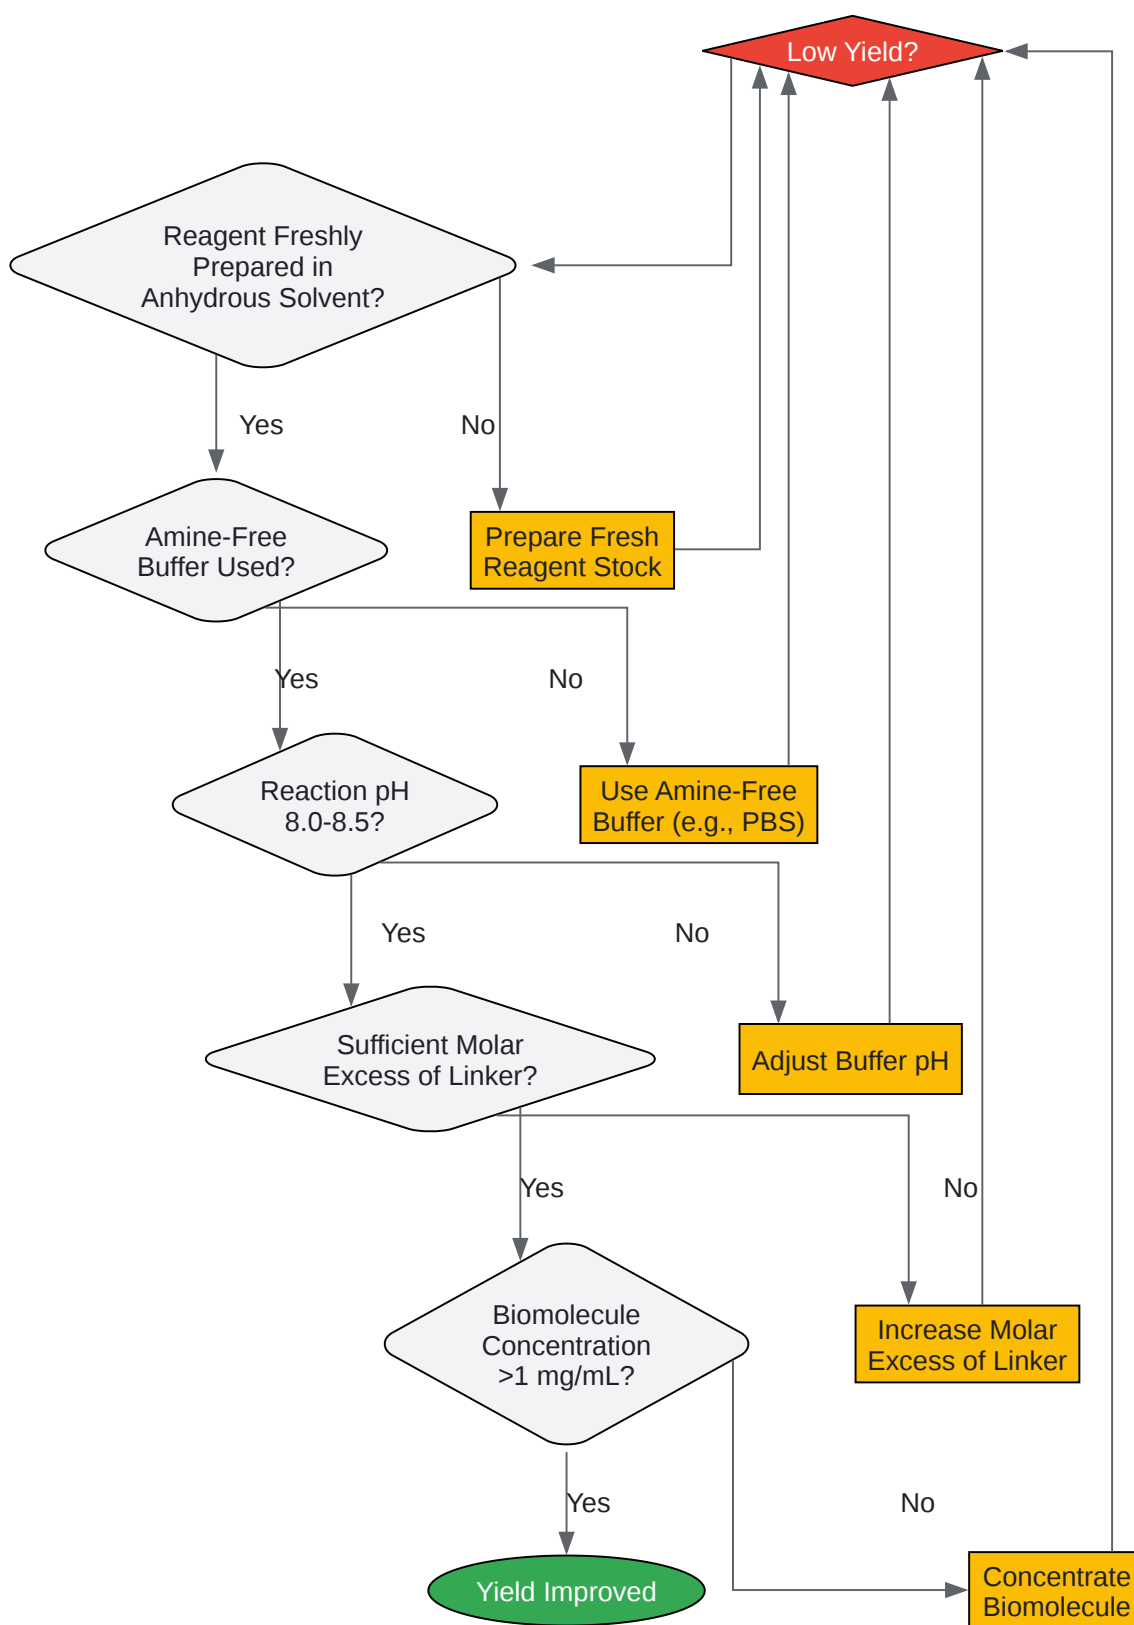 Low Yield?
Reagent Freshly
Prepared in
Anhydrous Solvent?
Yes
No
Amine-Free
Buffer Used?
Prepare Fresh
Reagent Stock
Yes
No
Reaction pH
8.0-8.5?
Use Amine-Free
Buffer (e.g., PBS)
Yes
No
Sufficient Molar
Excess of Linker?
Adjust Buffer pH
Yes
No
Biomolecule
Concentration
>1 mg/mL?
Increase Molar
Excess of Linker
Yes
No
Yield Improved
Concentrate
Biomolecule